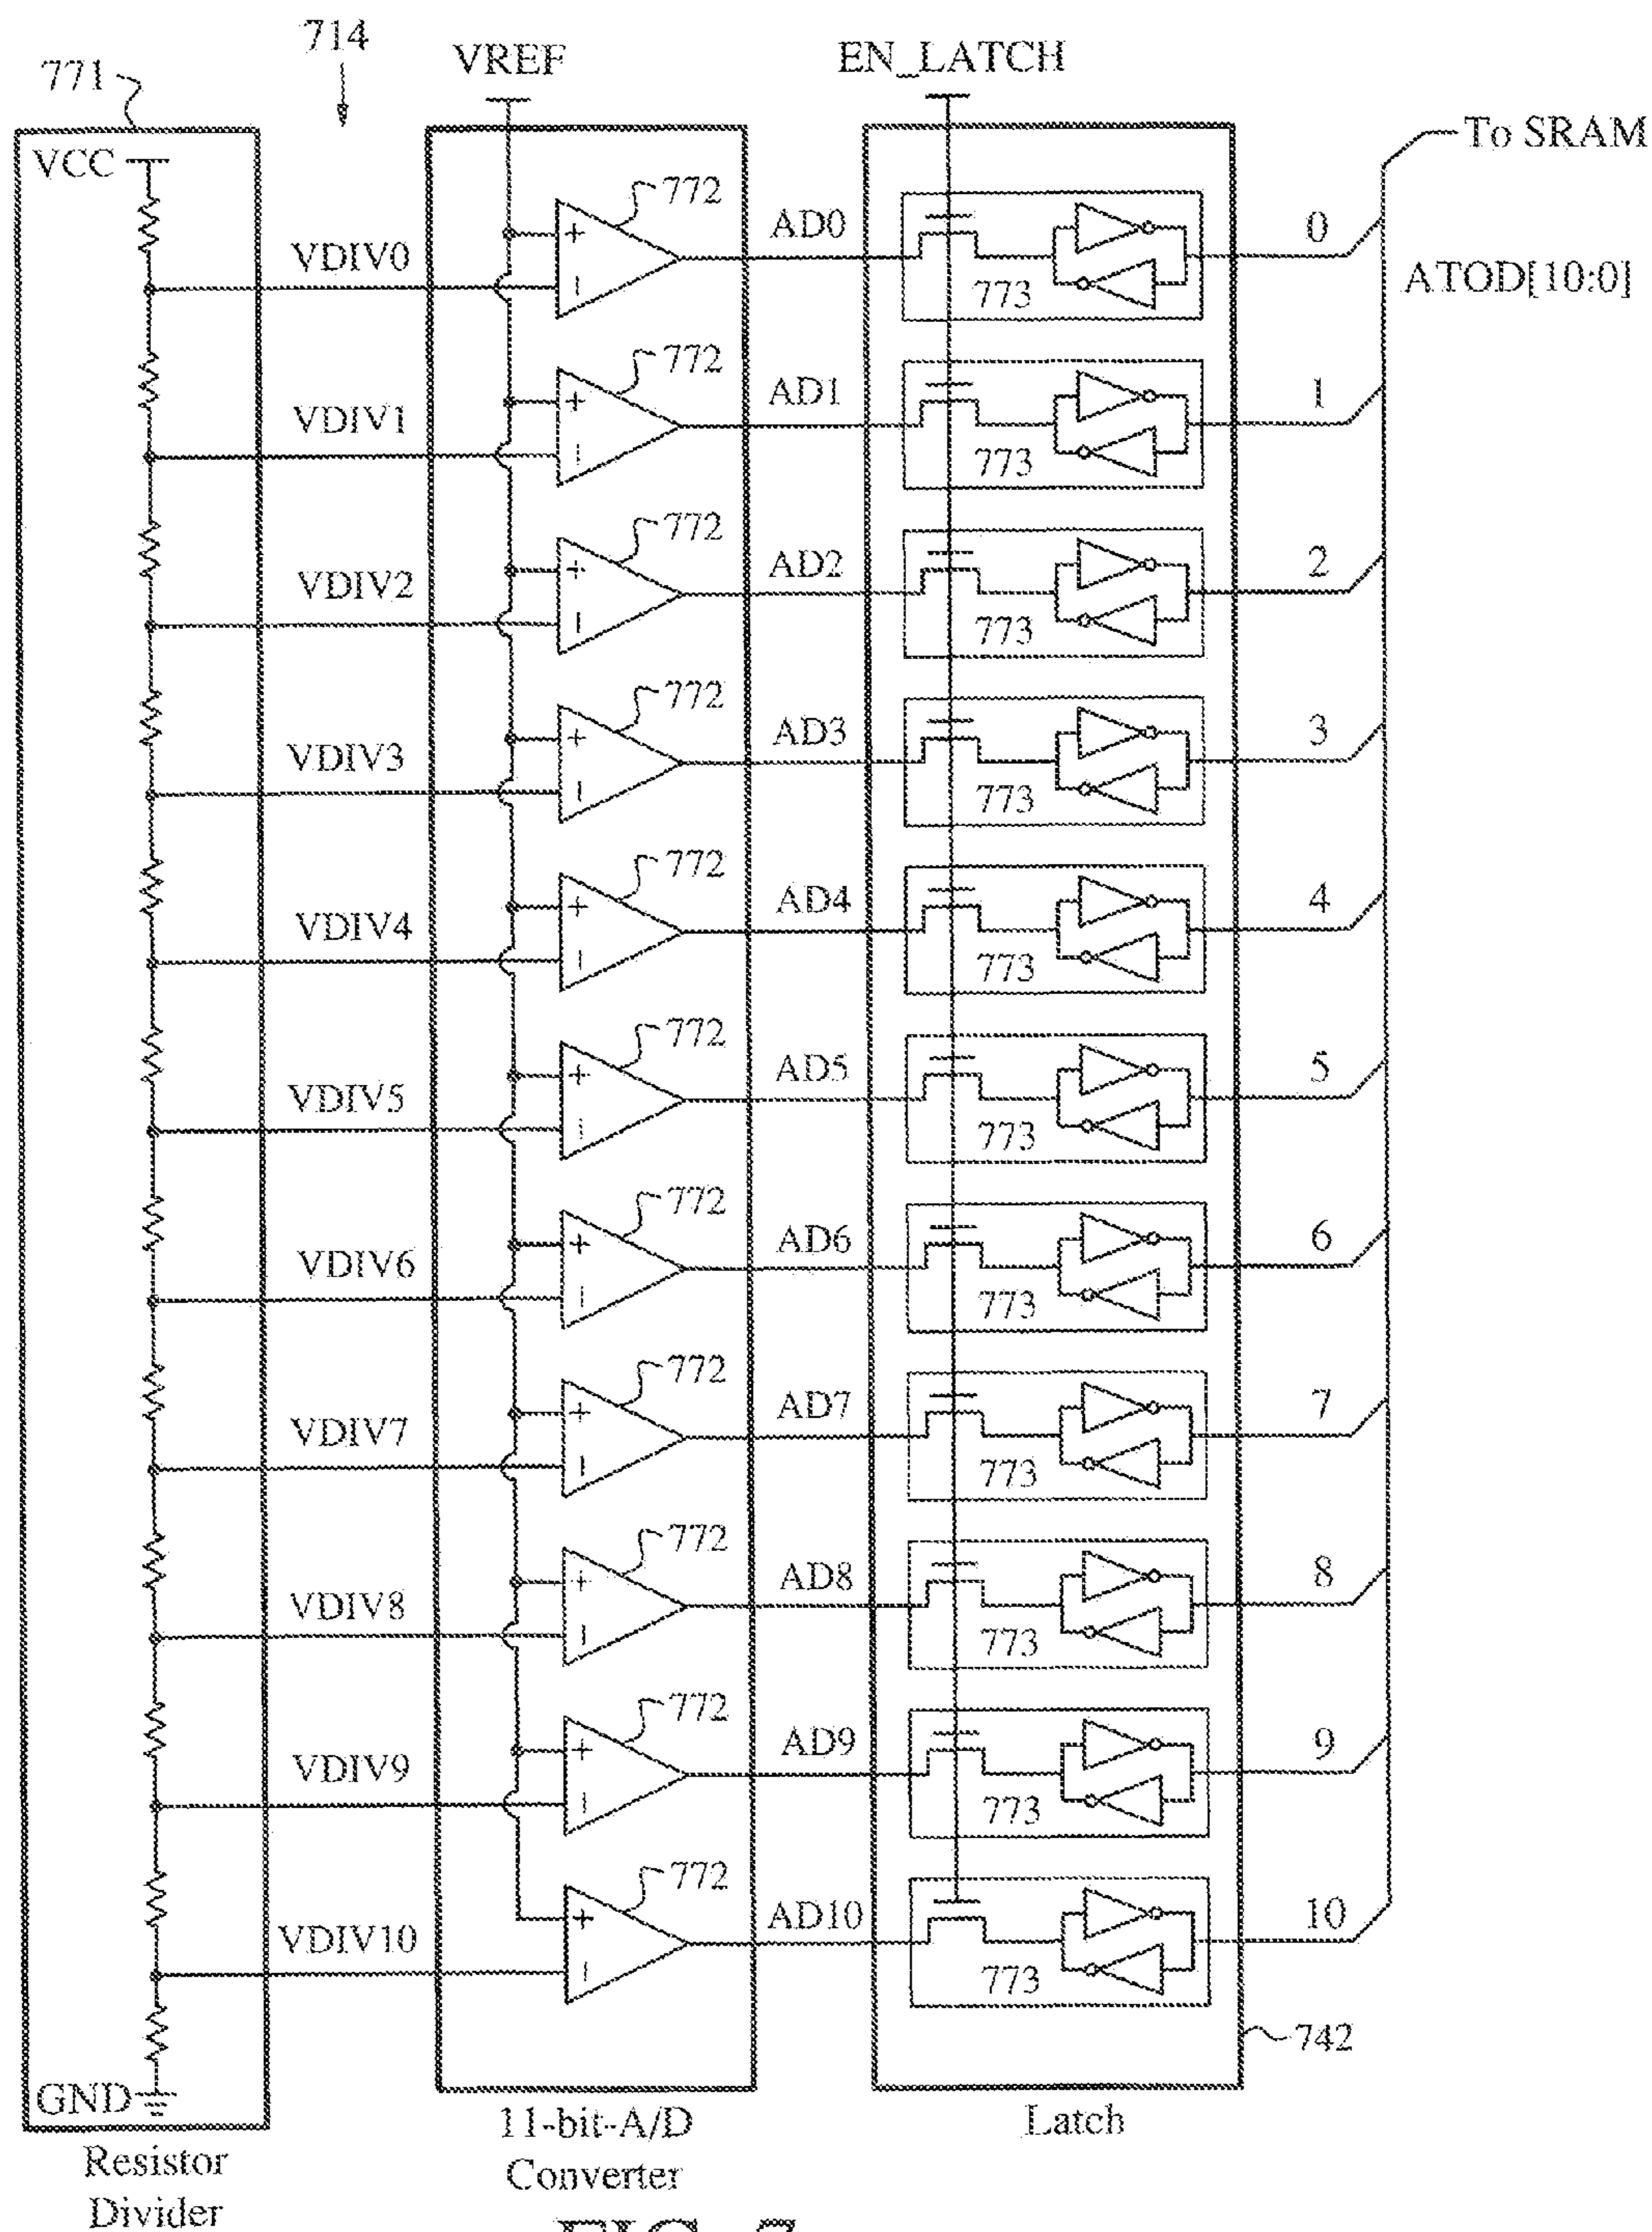 714
771
VREF
EN_LATCH
To SRAM
VCC
772
VDIV0
+
−
AD0
773
0
ATOD[10:0]
772
VDIV1
+
−
AD1
773
1
772
VDIV2
+
−
AD2
773
2
772
VDIV3
+
−
AD3
773
3
772
VDIV4
+
−
AD4
773
4
772
VDIV5
+
−
AD5
773
5
772
VDIV6
+
−
AD6
773
6
772
VDIV7
+
−
AD7
773
7
772
VDIV8
+
−
AD8
773
8
772
VDIV9
+
−
AD9
773
9
772
VDIV10
+
−
AD10
773
10
742
GND
Resistor
Divider
11-bit-A/D
Converter
Latch